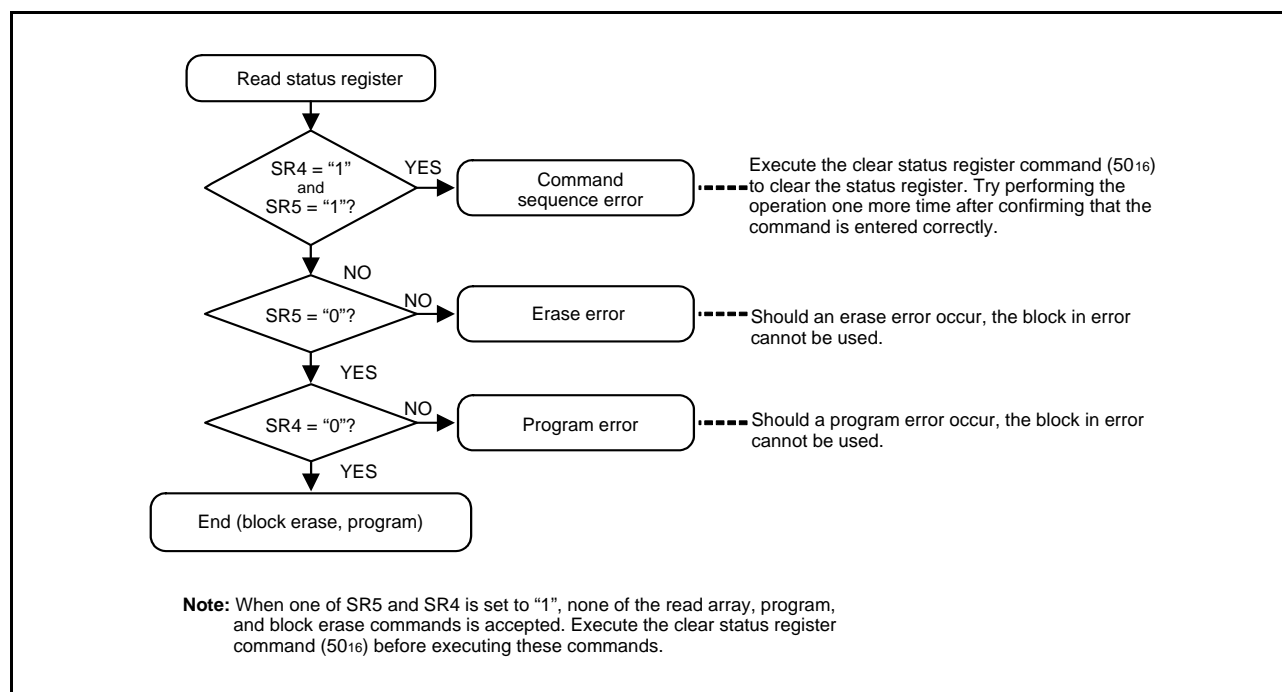 Read status register
SR4 = “1”
and
SR5 = “1”?
YES
Command
sequence error
Execute the clear status register command (5016)
to clear the status register. Try performing the
operation one more time after confirming that the
command is entered correctly.
NO
SR5 = “0”?
NO
Erase error
Should an erase error occur, the block in error
cannot be used.
YES
SR4 = “0”?
NO
Program error
Should a program error occur, the block in error
cannot be used.
YES
End (block erase, program)
Note: When one of SR5 and SR4 is set to “1”, none of the read array, program,
and block erase commands is accepted. Execute the clear status register
command (5016) before executing these commands.